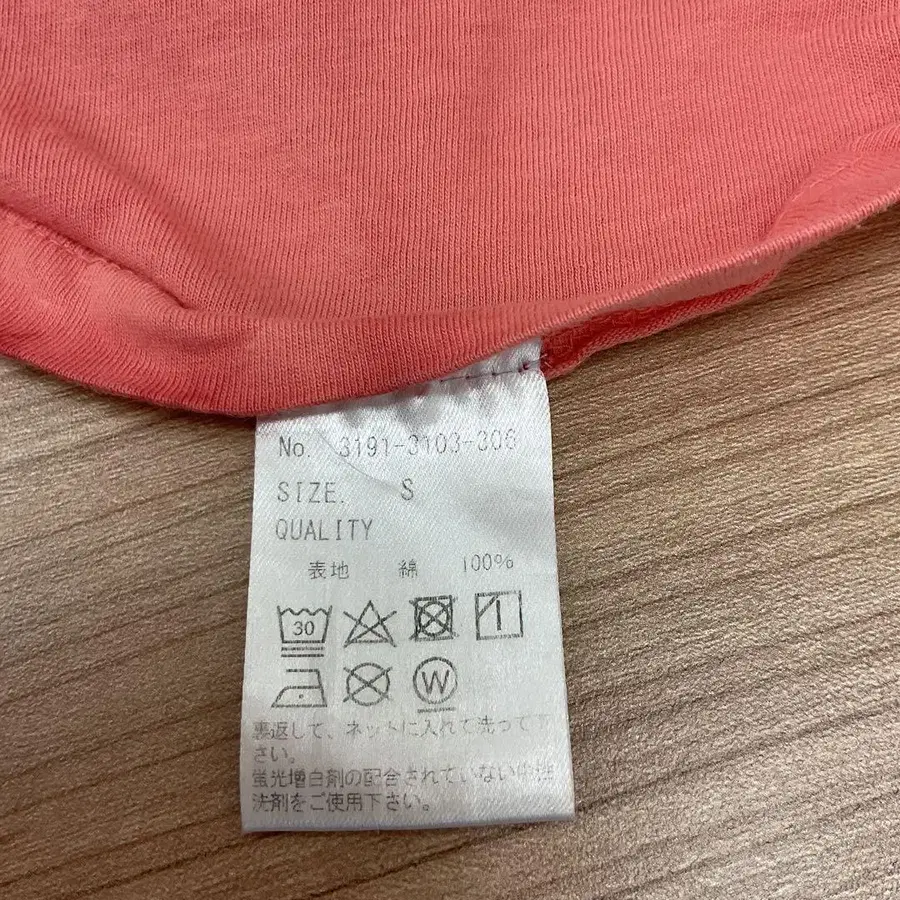 No. 3191-3103-306
SIZE. S
QUALITY
表地 綿 100%
30
W
裏返して、ネットに入れて洗って下
さい。
蛍光増白剤の配合されていない中性
洗剤をご使用下さい。